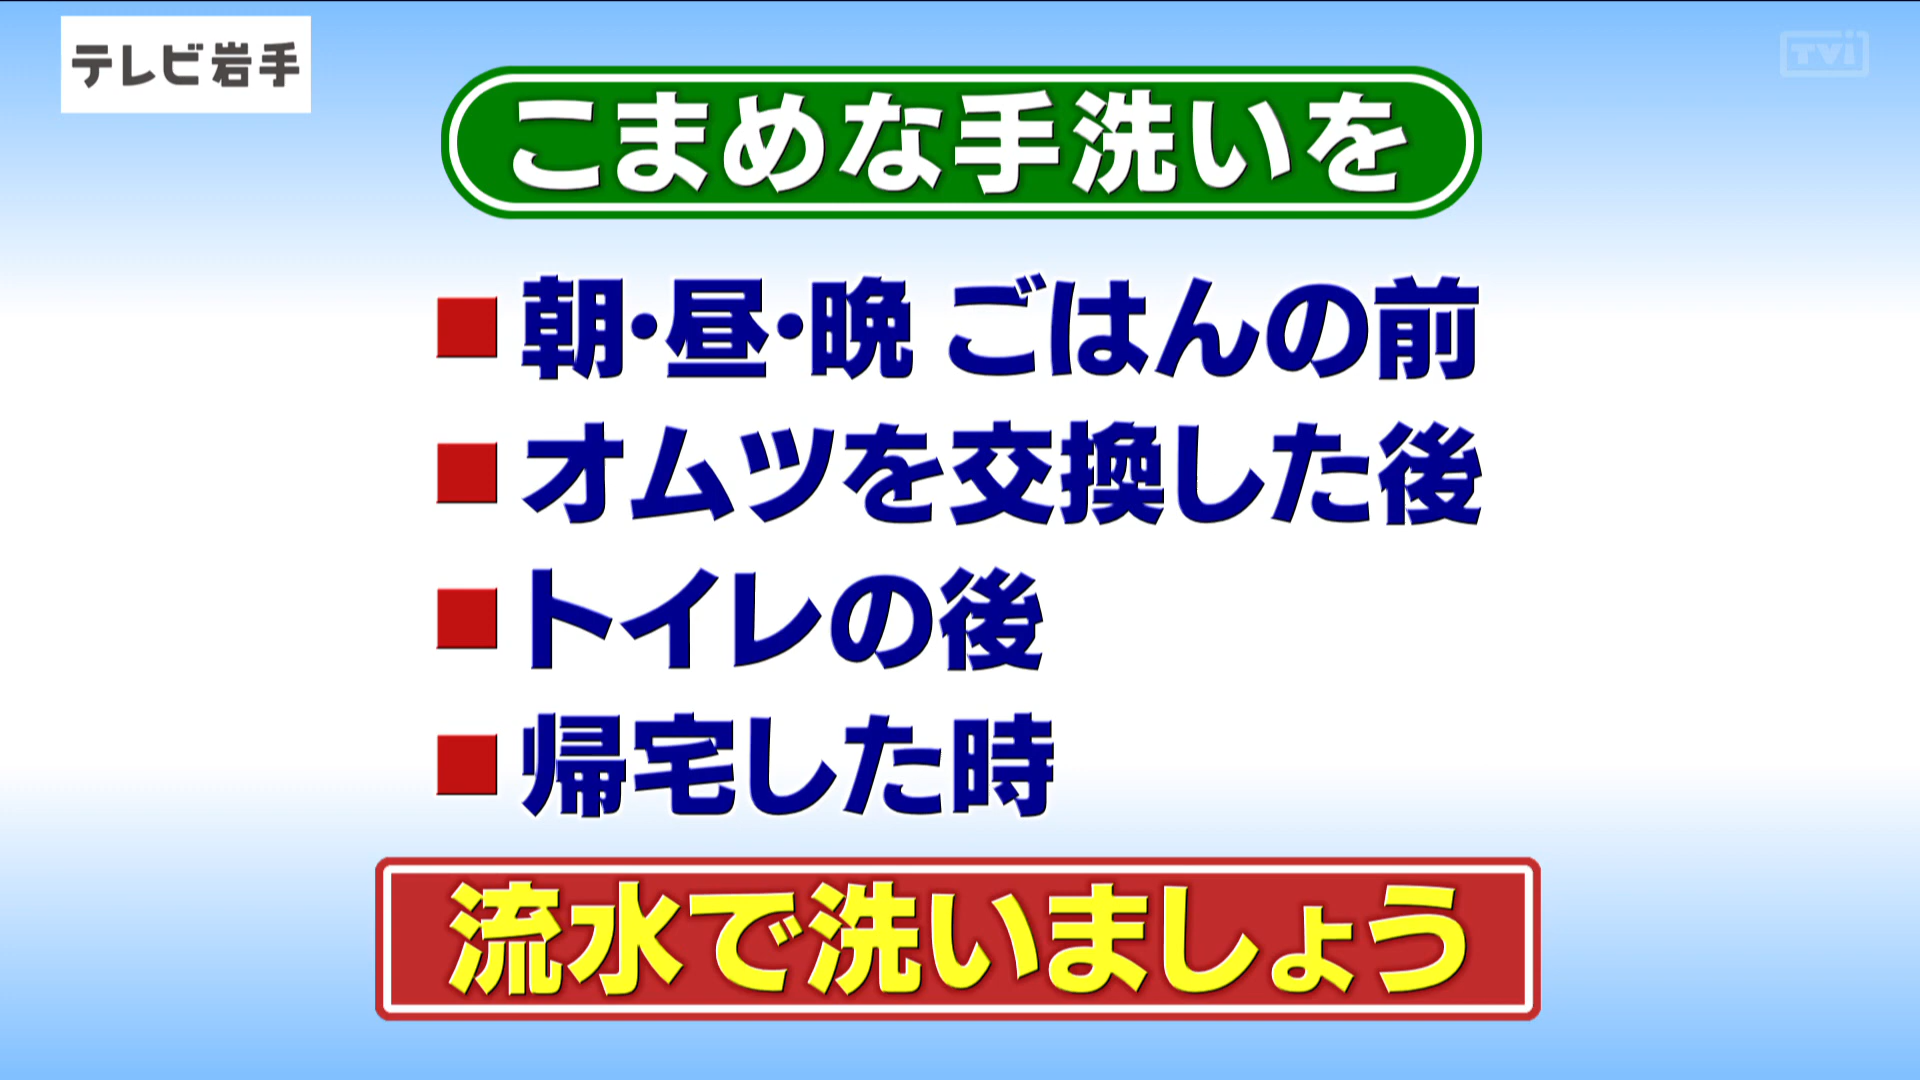 テレビ岩手
TVi
こまめな手洗いを
■朝・昼・晩 ごはんの前
■オムツを交換した後
■トイレの後
■帰宅した時
流水で洗いましょう